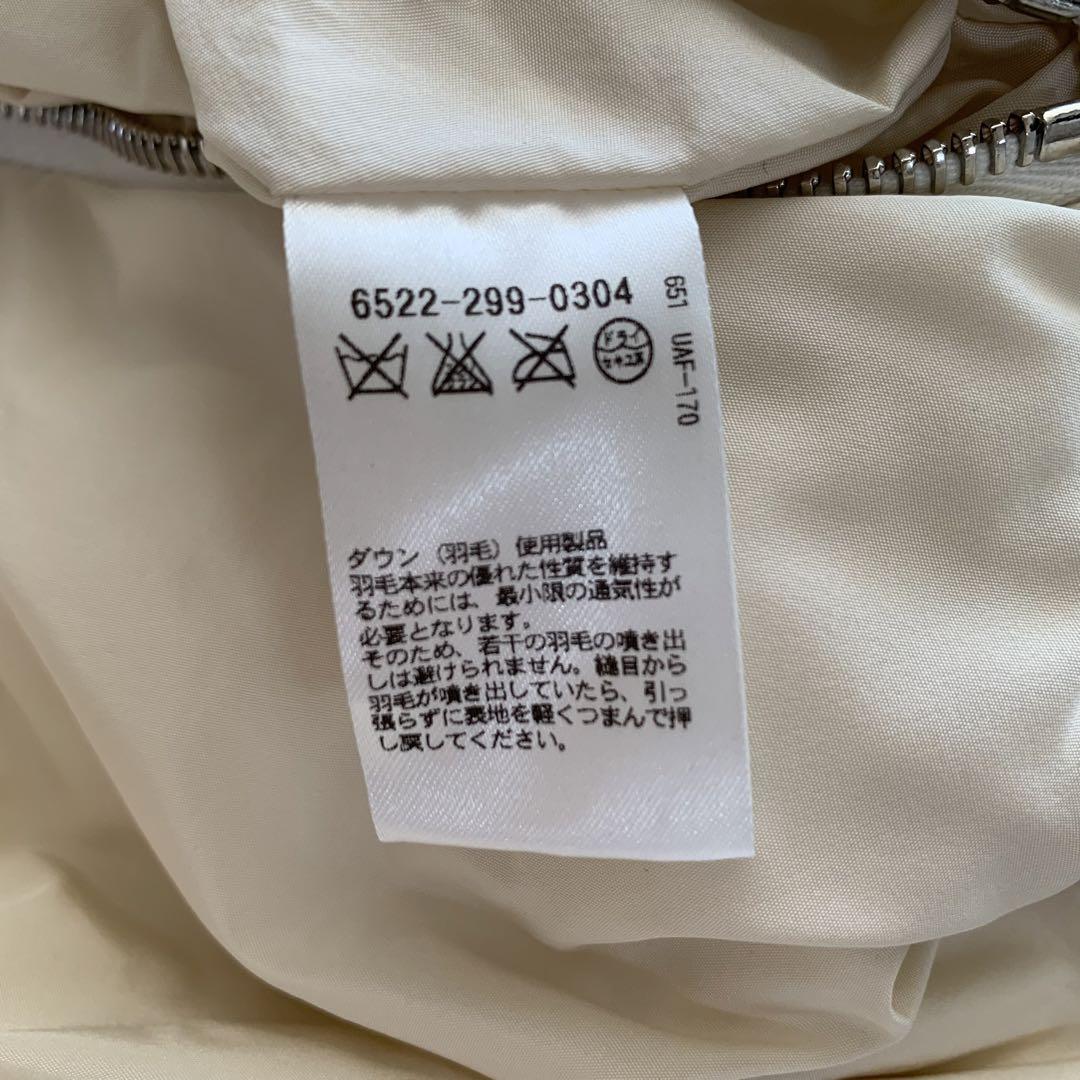 6522-299-0304
ドライ
セキユ系
651 UAF-170
ダウン（羽毛）使用製品
羽毛本来の優れた性質を維持す
るためには、最小限の通気性が
必要となります。
そのため、若干の羽毛の噴き出
しは避けられません。縫目から
羽毛が噴き出していたら、引っ
張らずに表地を軽くつまんで押
し戻してください。